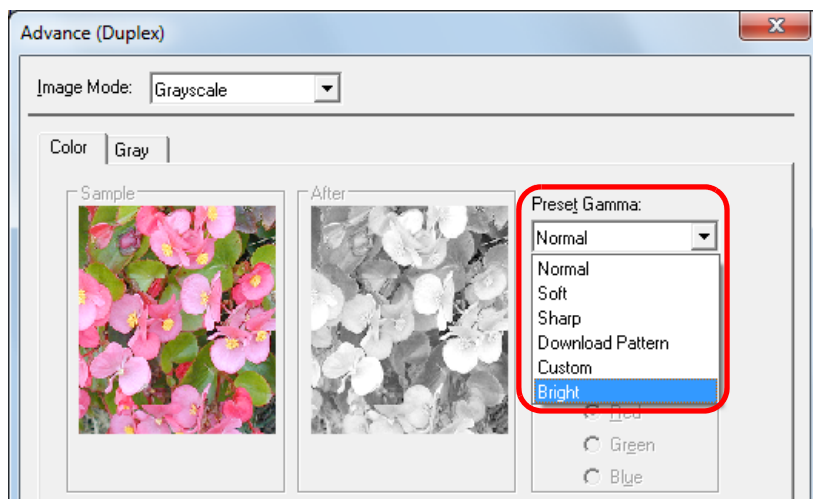 Advance (Duplex)
Image Mode: Grayscale
Color Gray
Sample After
Preset Gamma:
Normal
Normal
Soft
Sharp
Download Pattern
Custom
Bright
Red
Green
Blue